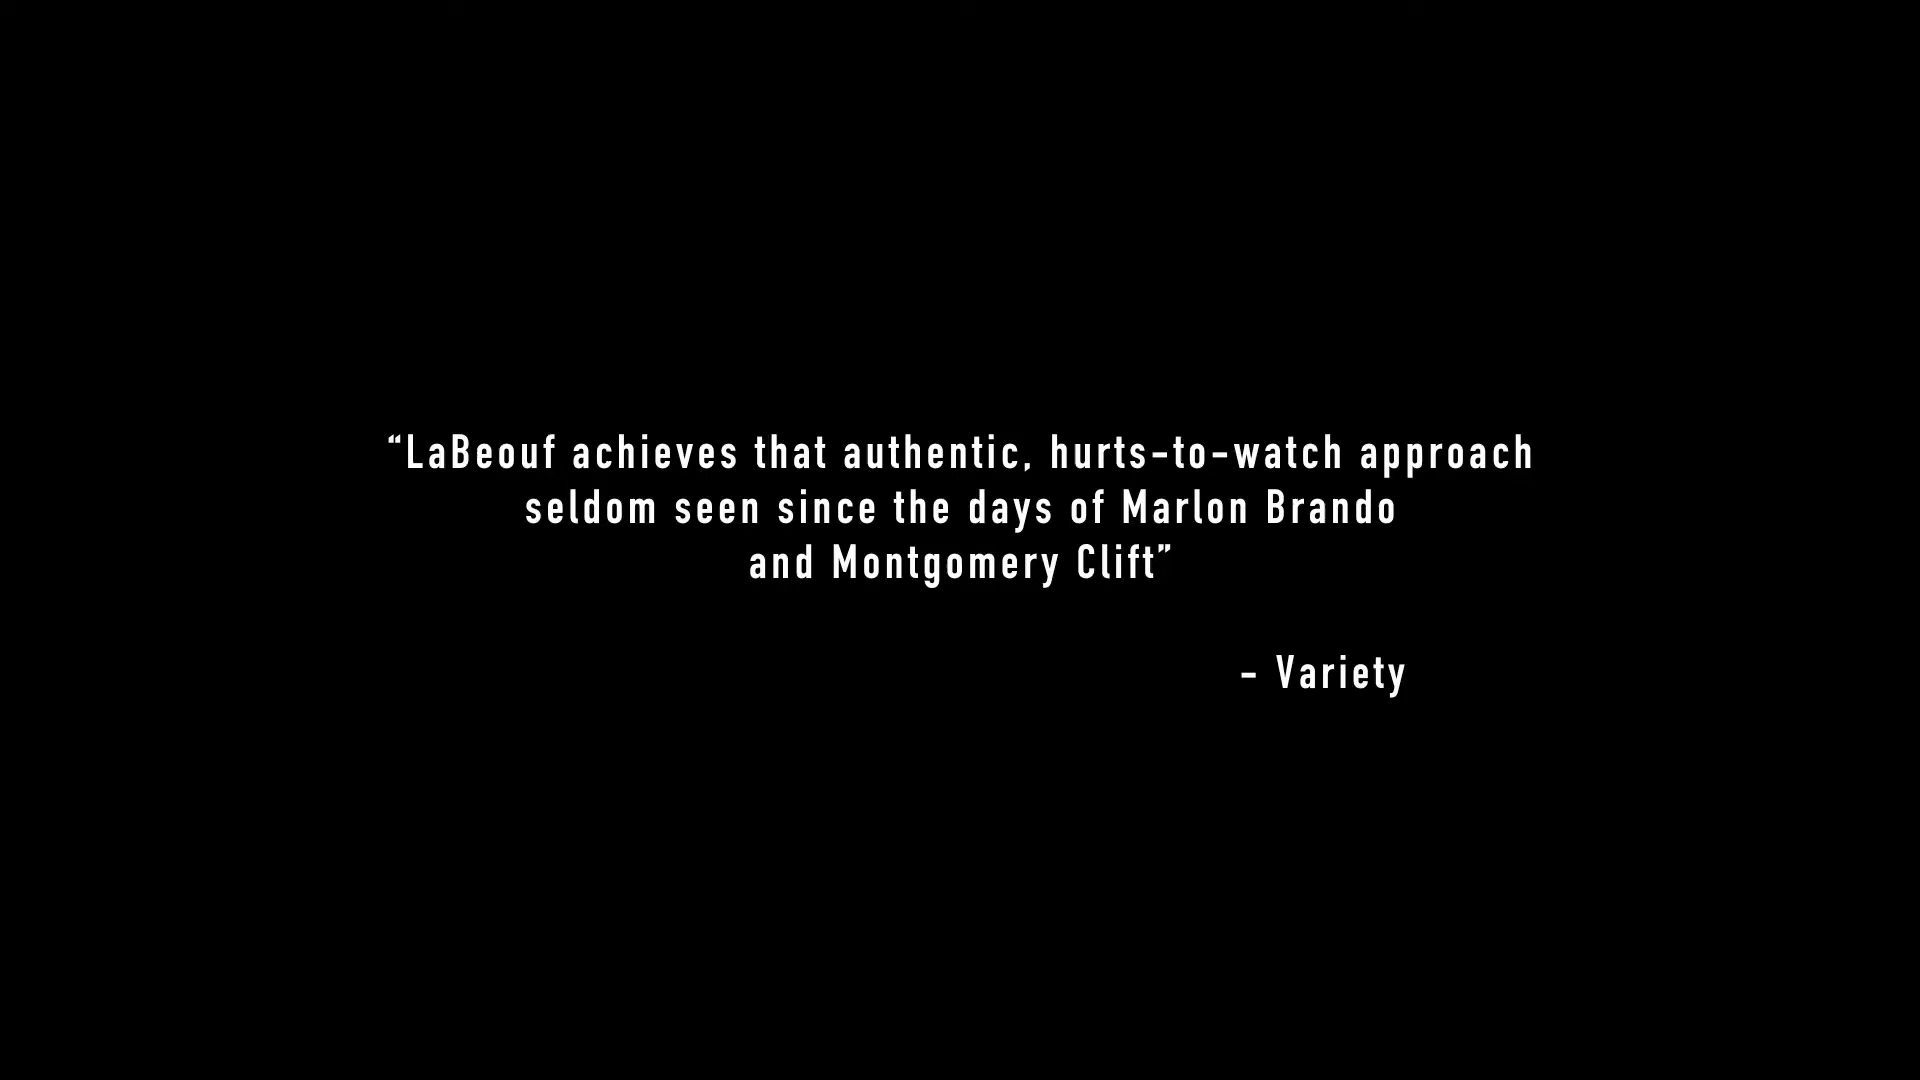 “LaBeouf achieves that authentic, hurts-to-watch approach
seldom seen since the days of Marlon Brando
and Montgomery Clift”
- Variety